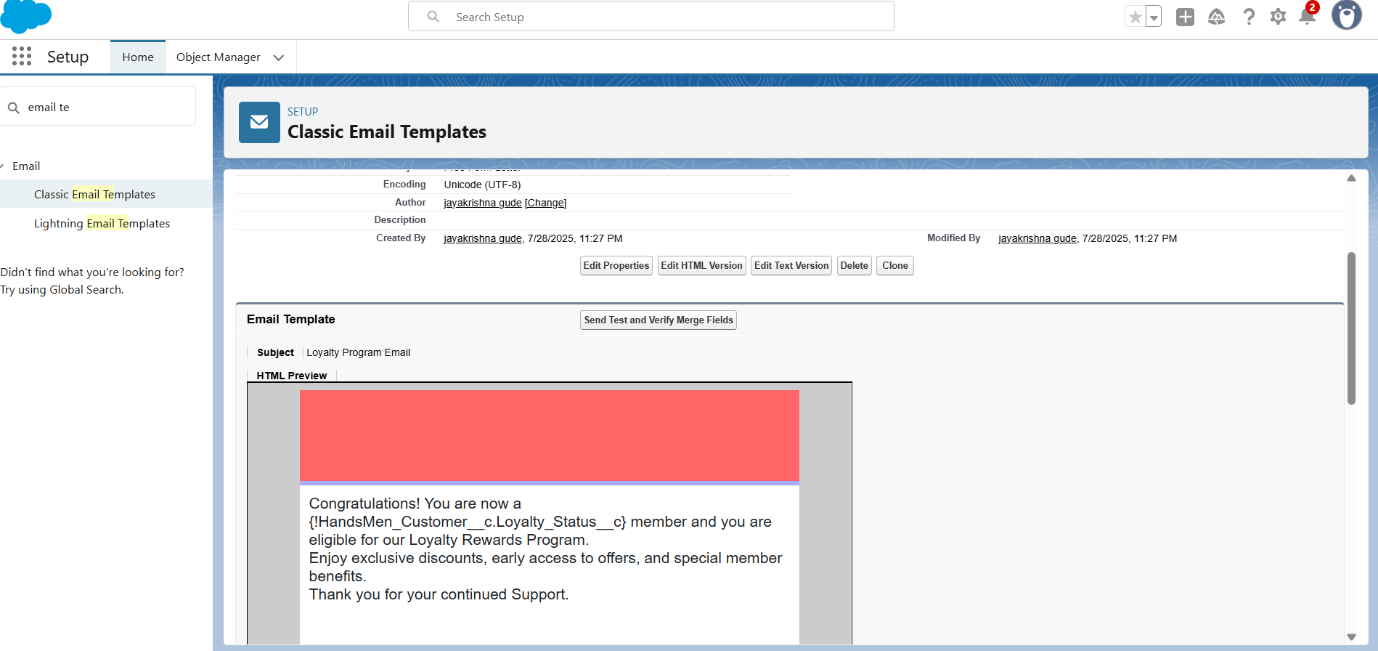 Search Setup
2
Setup
Home
Object Manager
email te
Email
Classic Email Templates
Lightning Email Templates
Didn't find what you're looking for?
Try using Global Search.
SETUP
Classic Email Templates
Encoding Unicode (UTF-8)
Author jayakrishna gude [Change]
Description
Created By jayakrishna gude, 7/28/2025, 11:27 PM Modified By jayakrishna gude, 7/28/2025, 11:27 PM
Edit Properties Edit HTML Version Edit Text Version Delete Clone
Email Template Send Test and Verify Merge Fields
Subject Loyalty Program Email
HTML Preview
Congratulations! You are now a
{!HandsMen_Customer__c.Loyalty_Status__c} member and you are
eligible for our Loyalty Rewards Program.
Enjoy exclusive discounts, early access to offers, and special member
benefits.
Thank you for your continued Support.